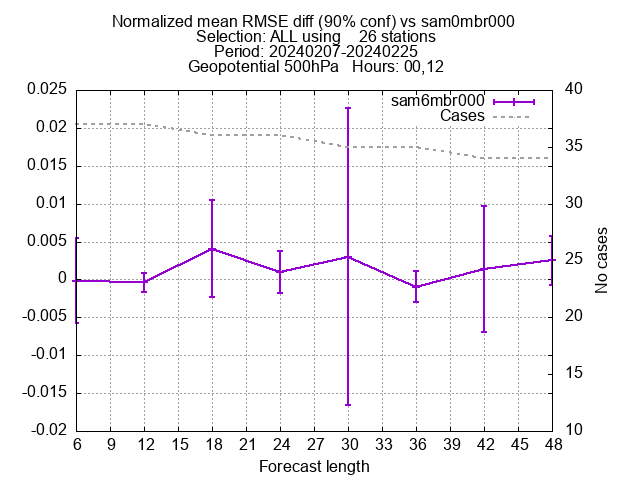 Normalized mean RMSE diff (90% conf) vs sam0mbr000
Selection: ALL using    26 stations
Period: 20240207-20240225
Geopotential 500hPa   Hours: 00,12
sam6mbr000
Cases
0.025
0.02
0.015
0.01
0.005
0
-0.005
-0.01
-0.015
-0.02
40
35
30
25
20
15
10
No cases
6 9 12 15 18 21 24 27 30 33 36 39 42 45 48
Forecast length